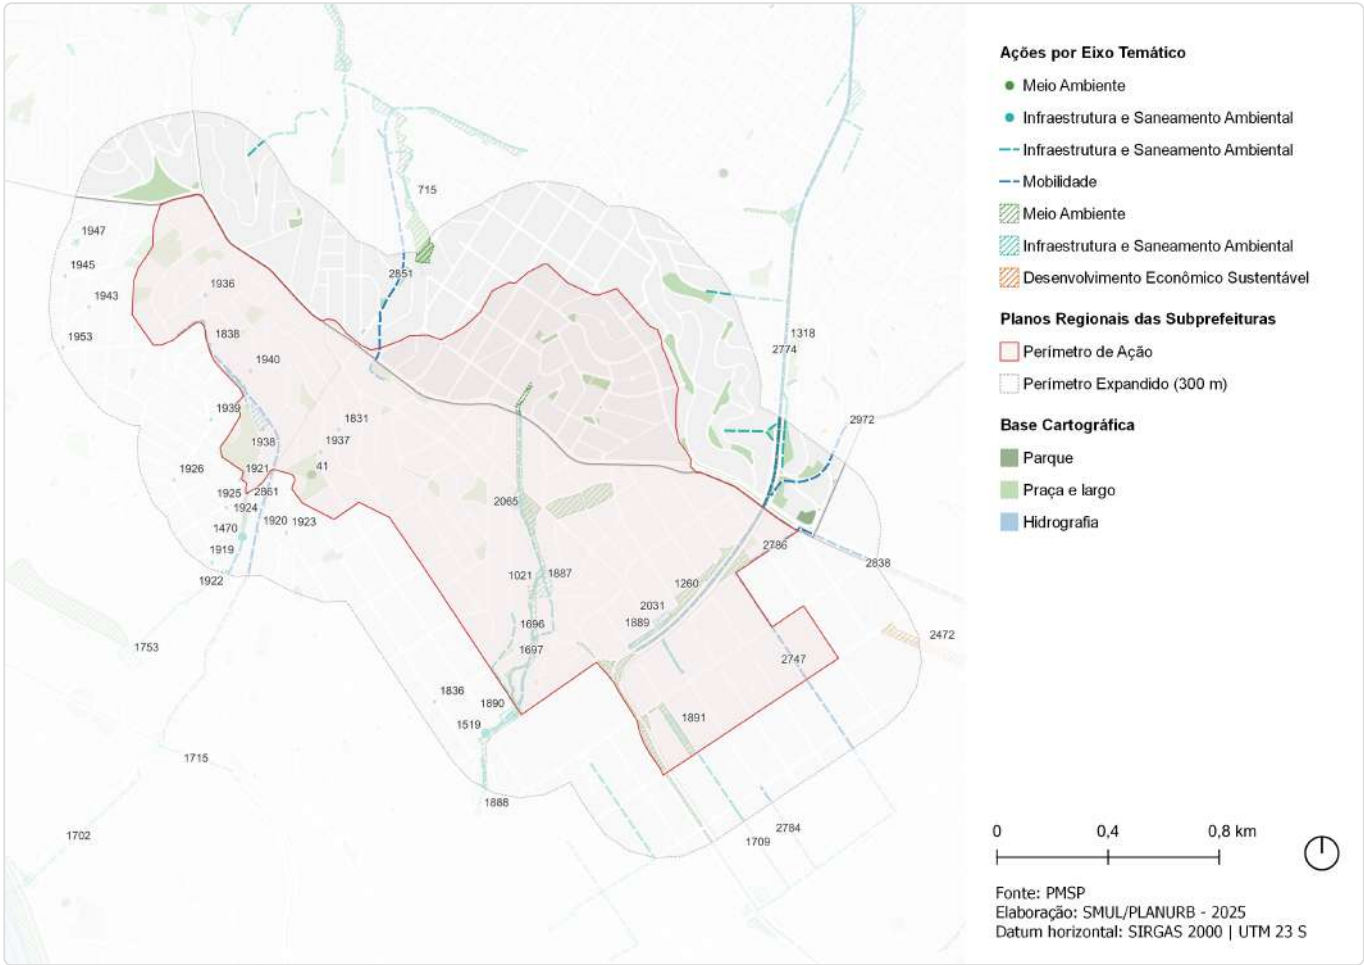 715
1947
1945
2851
1936
1943
1838
1953
1318
2774
1940
1939
1831
2972
1938
1937
1926
1921
41
1925
2861
2065
1924
1470
1920
1923
1919
2786
2838
1922
1021
1887
1260
2031
1889
1696
2472
1753
1697
2747
1836
1890
1891
1519
1715
1888
2784
1702
1709
Ações por Eixo Temático
Meio Ambiente
Infraestrutura e Saneamento Ambiental
Infraestrutura e Saneamento Ambiental
Mobilidade
Meio Ambiente
Infraestrutura e Saneamento Ambiental
Desenvolvimento Econômico Sustentável
Planos Regionais das Subprefeituras
Perímetro de Ação
Perímetro Expandido (300 m)
Base Cartográfica
Parque
Praça e largo
Hidrografia
0 0,4 0,8 km
Fonte: PMSP
Elaboração: SMUL/PLANURB - 2025
Datum horizontal: SIRGAS 2000 | UTM 23 S